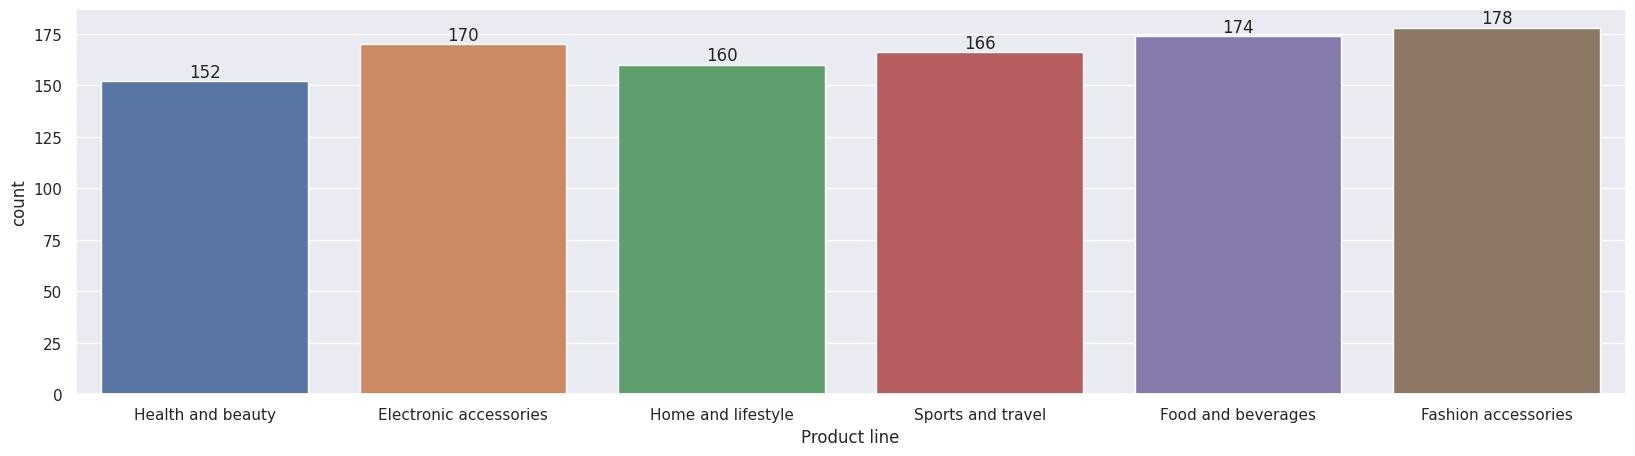 178
174
170
166
160
152
175
150
125
100
75
50
25
0
count
Health and beauty
Electronic accessories
Home and lifestyle
Sports and travel
Food and beverages
Fashion accessories
Product line